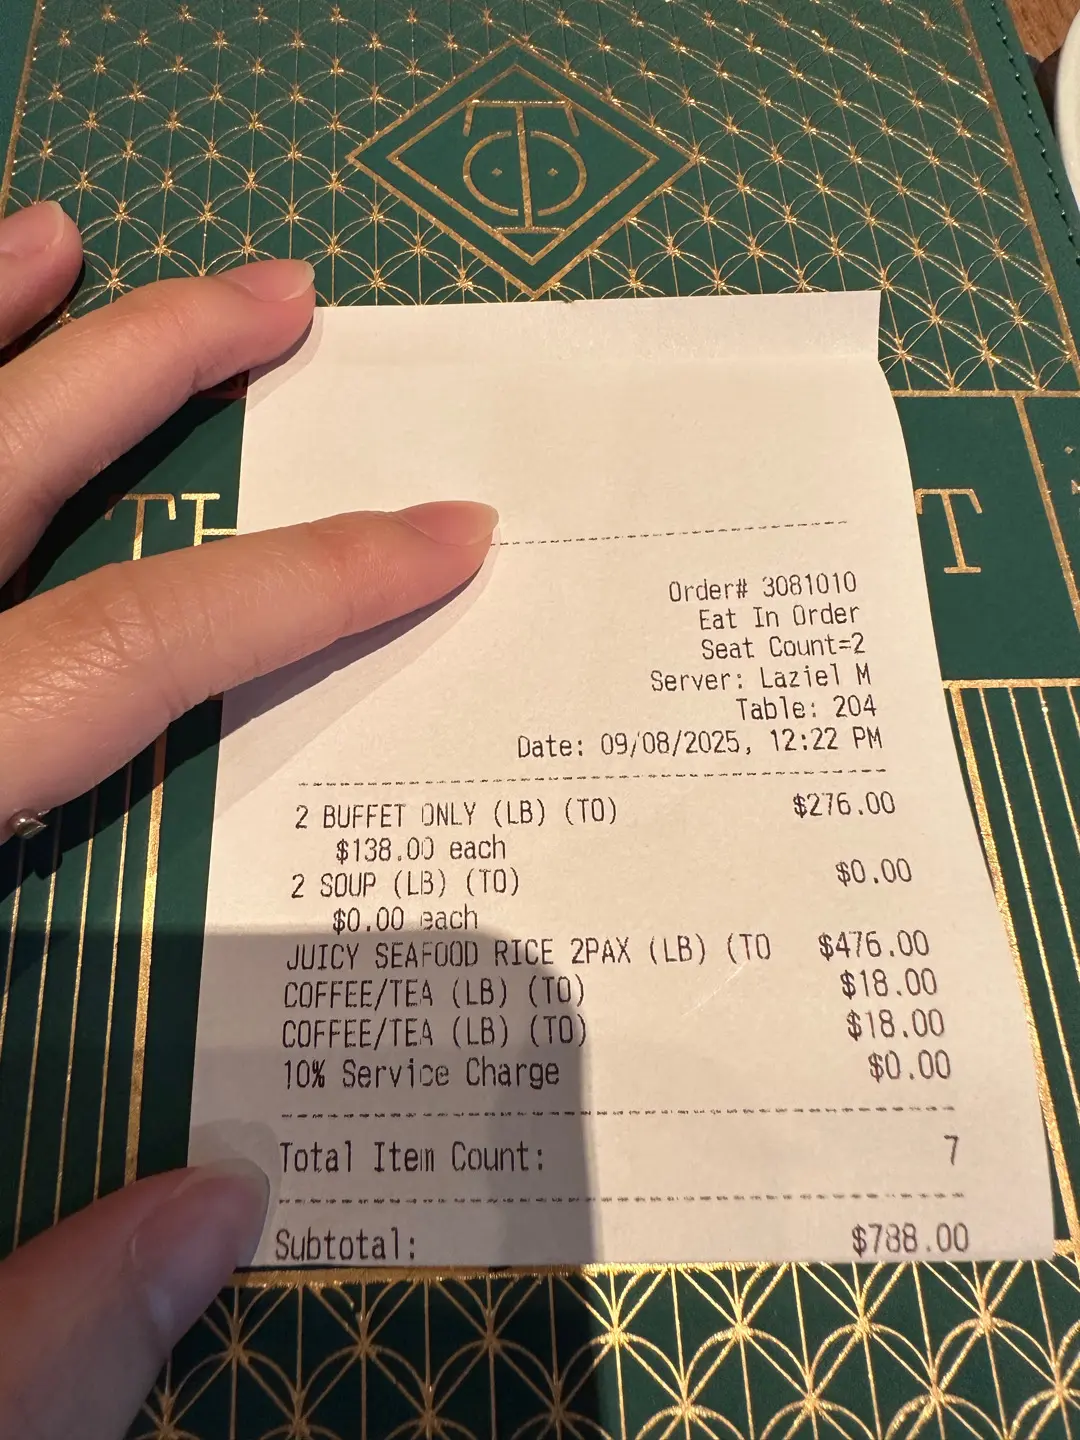 TH
T
Order# 3081010
Eat In Order
Seat Count=2
Server: Laziel M
Table: 204
Date: 09/08/2025, 12:22 PM
2 BUFFET ONLY (LB) (TO) $276.00
$138.00 each
2 SOUP (LB) (TO) $0.00
$0.00 each
JUICY SEAFOOD RICE 2PAX (LB) (TO $476.00
COFFEE/TEA (LB) (TO) $18.00
COFFEE/TEA (LB) (TO) $18.00
10% Service Charge $0.00
Total Item Count: 7
Subtotal: $788.00